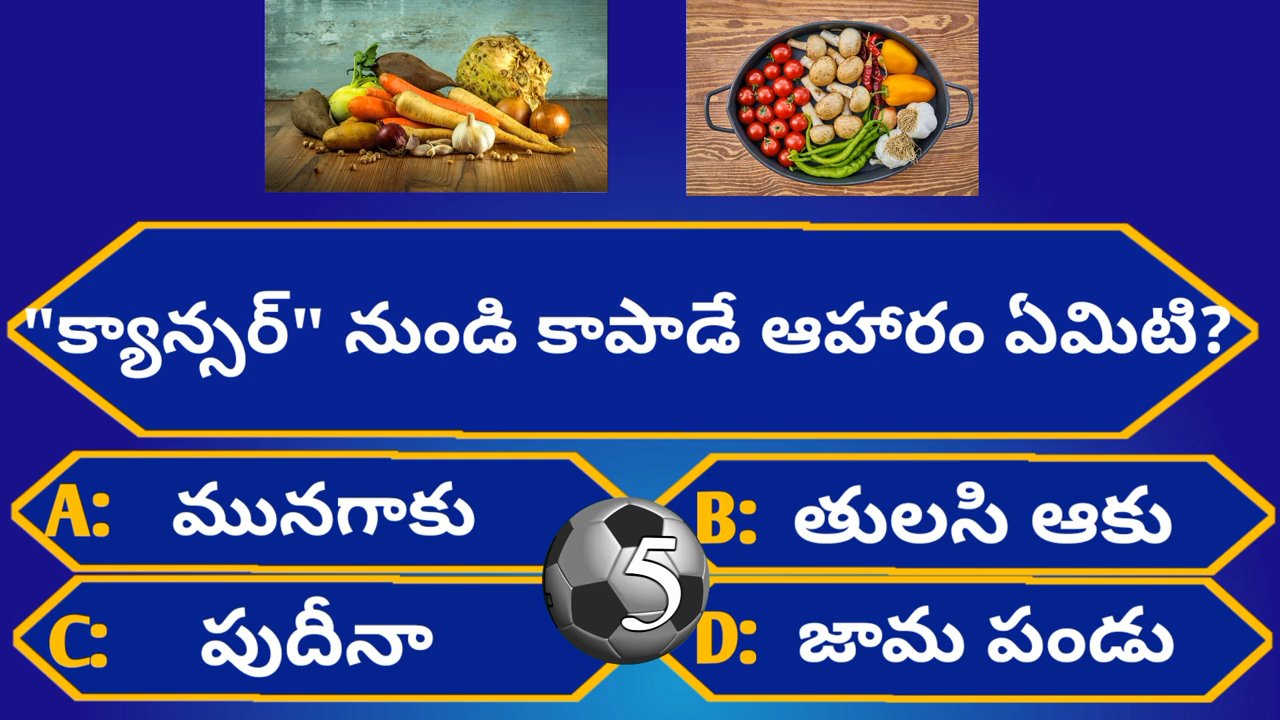 "క్యాన్సర్" నుండి కాపాడే ఆహారం ఏమిటి?
A: మునగాకు
B: తులసి ఆకు
5
C: పుదీనా
D: జామ పండు